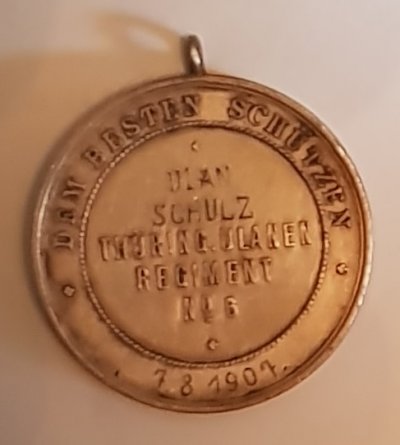 DEM BESTEN SCHÜTZEN
ULAN
SCHULZ
THÜRING. ULANEN
REGIMENT
No 6
7.8.1907.